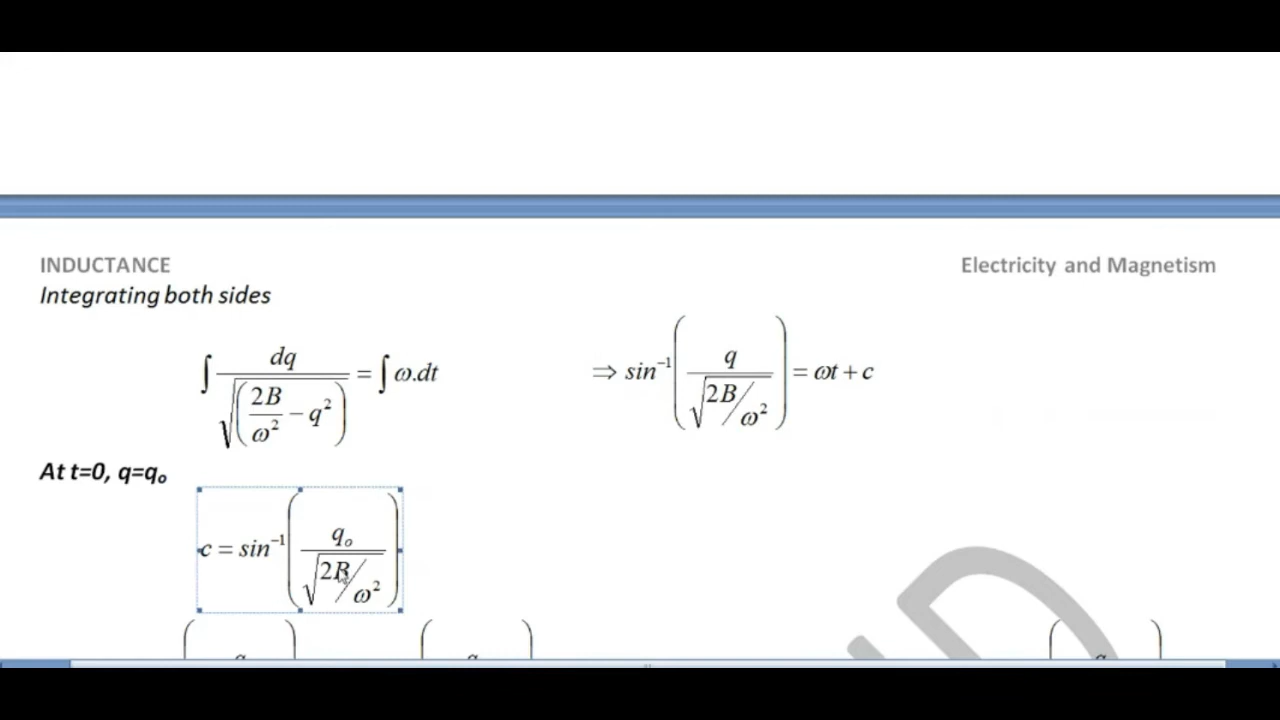 INDUCTANCE Electricity and Magnetism
Integrating both sides
∫ dq / √(2B/ω² − q²) = ∫ ω.dt ⇒ sin⁻¹(q / √(2B/ω²)) = ωt + c
At t=0, q=qₒ
c = sin⁻¹(qₒ / √(2B/ω²))
q q q